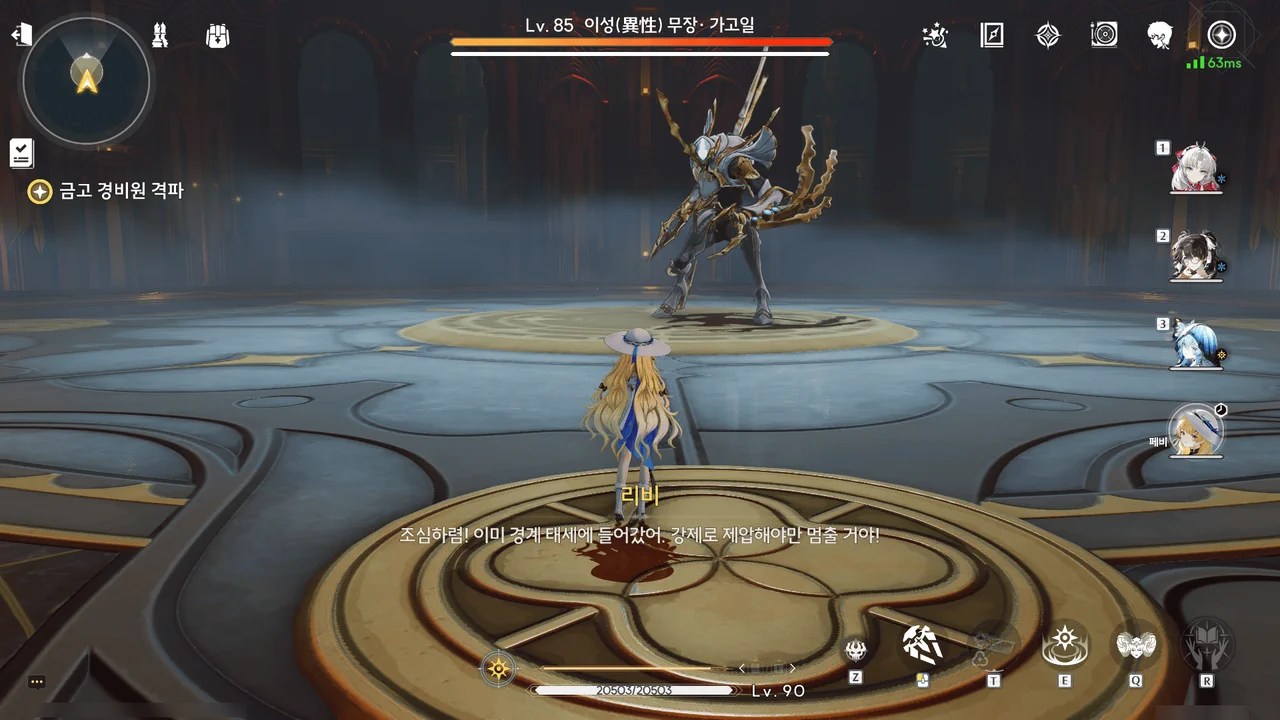 Lv. 85 이성(異性) 무장·가고일
63ms
금고 경비원 격파
1
2
3
페비
리비
조심하렴! 이미 경계 태세에 들어갔어. 강제로 제압해야만 멈출 거야!
20503/20503
Lv. 90
Z
T
E
Q
R